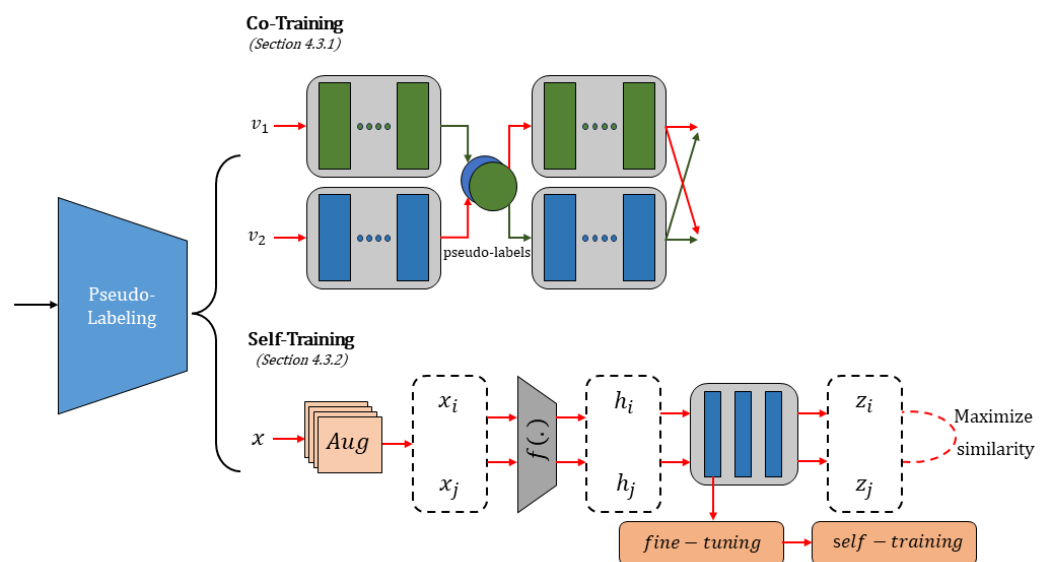 Co-Training
(Section 4.3.1)
v₁
v₂
pseudo-labels
Pseudo-
Labeling
Self-Training
(Section 4.3.2)
x
Aug
xᵢ
xⱼ
f(.)
hᵢ
hⱼ
zᵢ
zⱼ
Maximize
similarity
fine − tuning
self − training